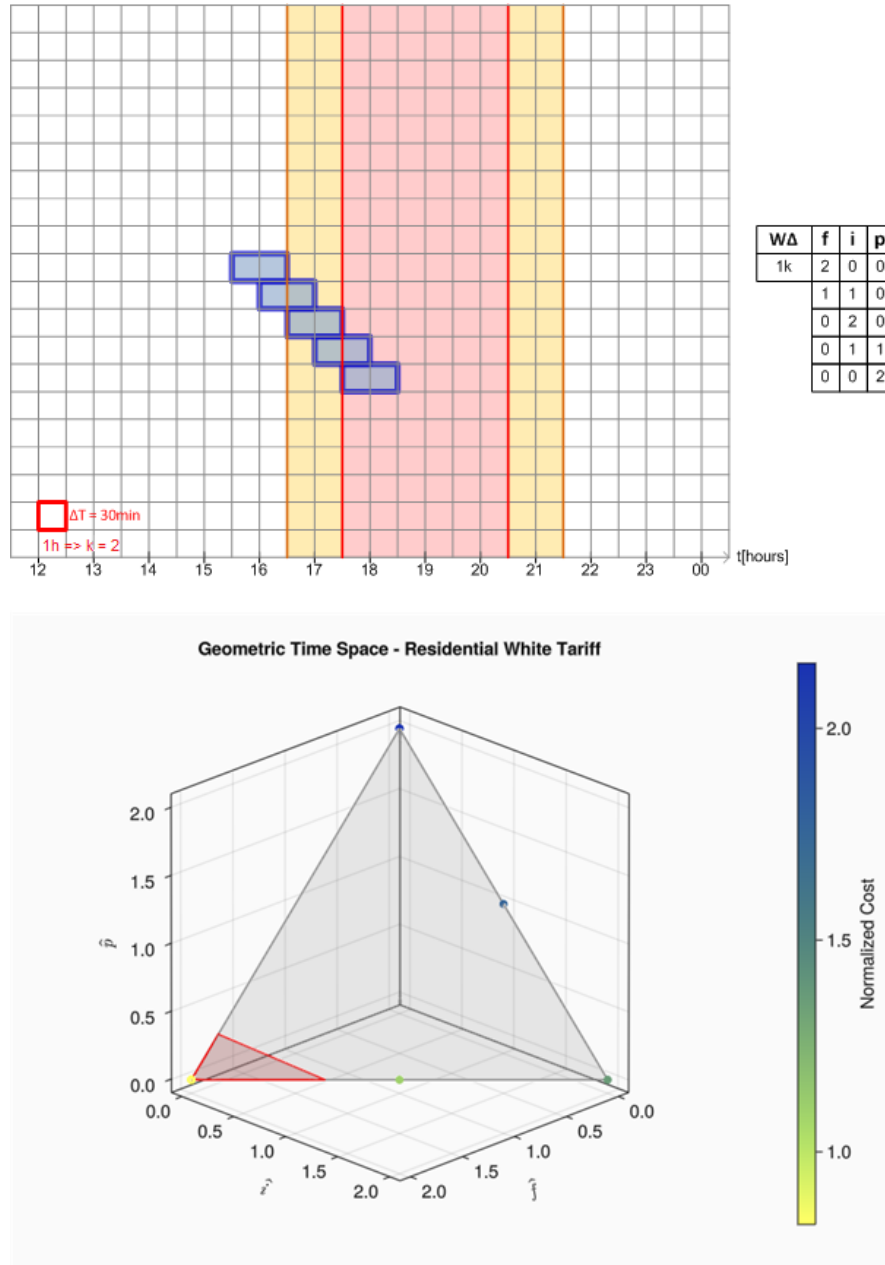 WΔ f i p
1k 2 0 0
1 1 0
0 2 0
0 1 1
0 0 2
ΔT = 30min
1h => k = 2
12 13 14 15 16 17 18 19 20 21 22 23 00 t[hours]
Geometric Time Space - Residential White Tariff
2.0
1.5
1.0
0.5
0.0
p̂
0.0 0.5 1.0 1.5 2.0
î
2.0 1.5 1.0 0.5 0.0
f̂
2.0
1.5
1.0
Normalized Cost